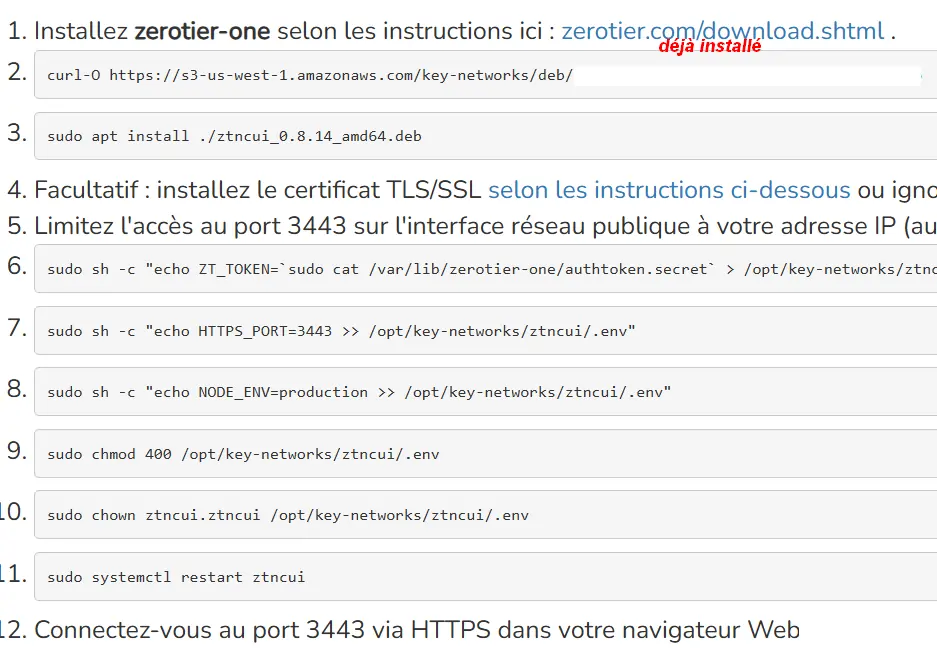 1. Installez zerotier-one selon les instructions ici : zerotier.com/download.shtml .
déjà installé
2. curl-O https://s3-us-west-1.amazonaws.com/key-networks/deb/
3. sudo apt install ./ztncui_0.8.14_amd64.deb
4. Facultatif : installez le certificat TLS/SSL selon les instructions ci-dessous ou igno
5. Limitez l'accès au port 3443 sur l'interface réseau publique à votre adresse IP (au
6. sudo sh -c "echo ZT_TOKEN=`sudo cat /var/lib/zerotier-one/authtoken.secret` > /opt/key-networks/ztnc
7. sudo sh -c "echo HTTPS_PORT=3443 >> /opt/key-networks/ztncui/.env"
8. sudo sh -c "echo NODE_ENV=production >> /opt/key-networks/ztncui/.env"
9. sudo chmod 400 /opt/key-networks/ztncui/.env
10. sudo chown ztncui.ztncui /opt/key-networks/ztncui/.env
11. sudo systemctl restart ztncui
12. Connectez-vous au port 3443 via HTTPS dans votre navigateur Web